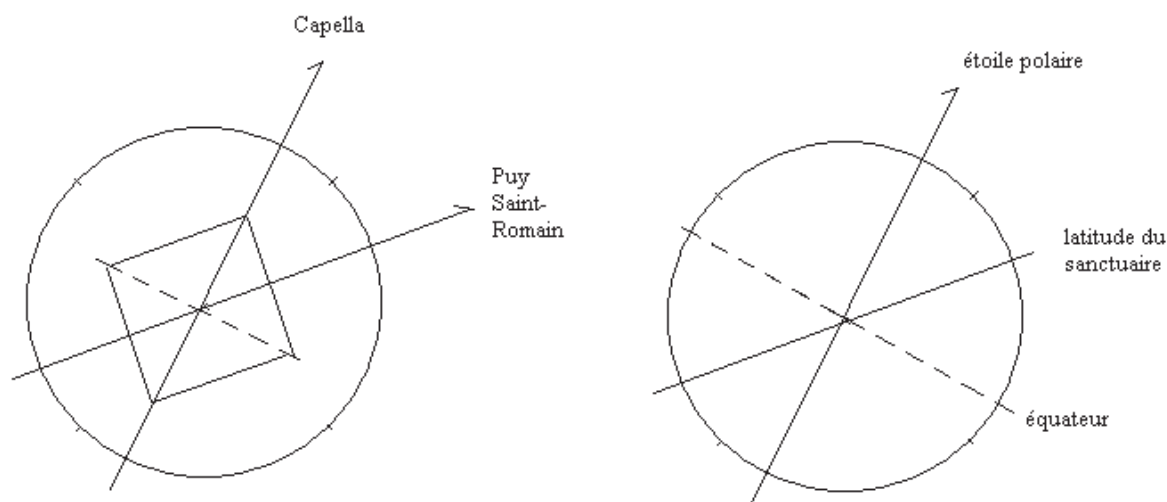 Capella
Puy
Saint-
Romain
étoile polaire
latitude du
sanctuaire
équateur